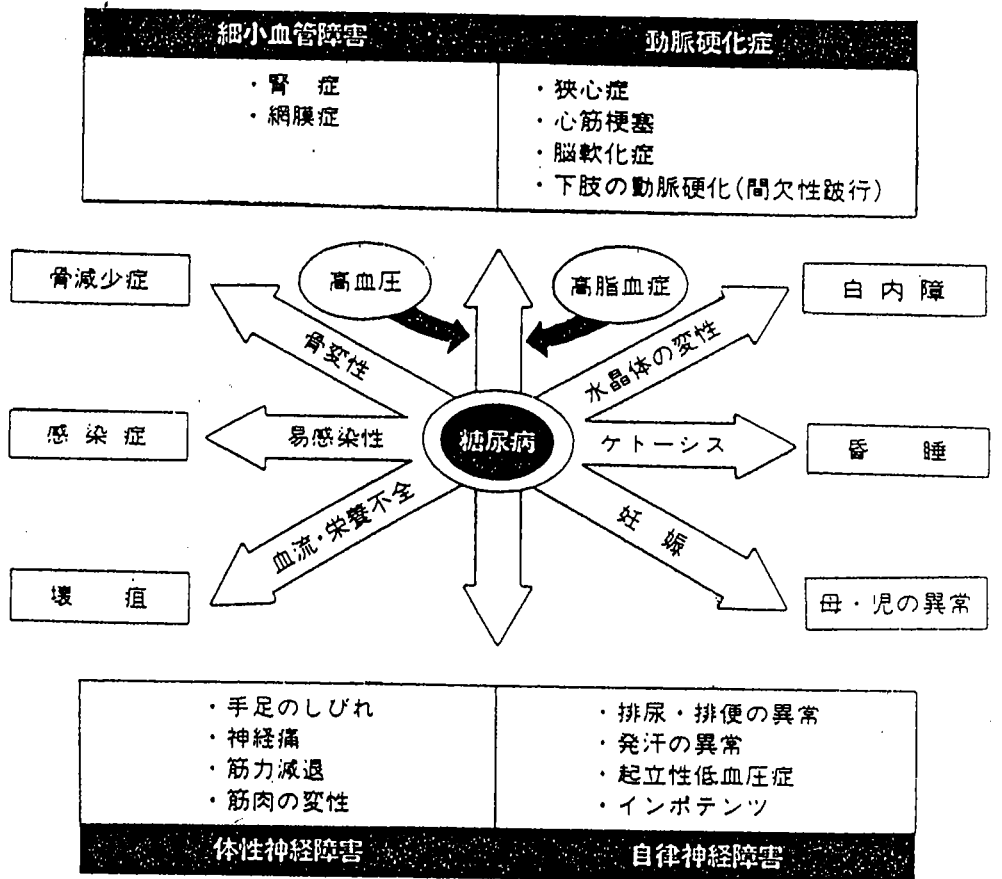 細小血管障害
動脈硬化症
・腎 症
・網膜症
・狭心症
・心筋梗塞
・脳軟化症
・下肢の動脈硬化(間欠性跛行)
骨減少症
高血圧
高脂血症
白内障
骨変性
水晶体の変性
感染症
易感染性
糖尿病
ケトーシス
昏 睡
血流・栄養不全
妊 娠
壊 疽
母・児の異常
・手足のしびれ
・神経痛
・筋力減退
・筋肉の変性
・排尿・排便の異常
・発汗の異常
・起立性低血圧症
・インポテンツ
体性神経障害
自律神経障害